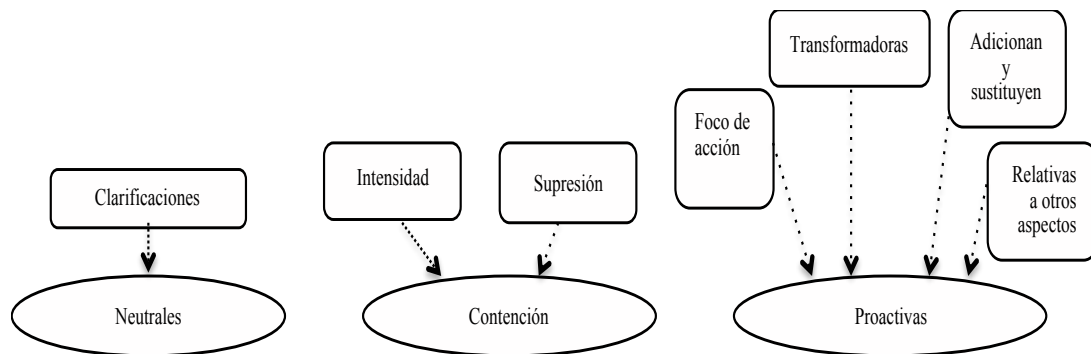 Clarificaciones
Neutrales
Intensidad
Supresión
Contención
Foco de
acción
Transformadoras
Adicionan
y
sustituyen
Relativas
a otros
aspectos
Proactivas